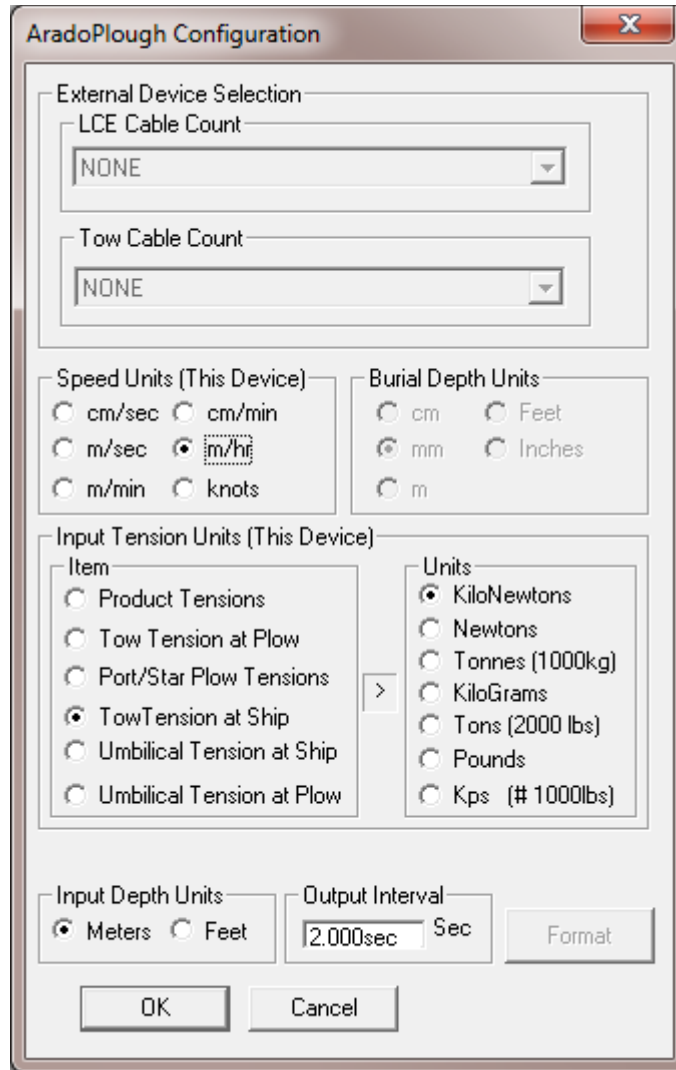 AradoPlough Configuration
External Device Selection
LCE Cable Count
NONE
Tow Cable Count
NONE
Speed Units (This Device)
cm/sec cm/min
m/sec m/hr
m/min knots
Burial Depth Units
cm Feet
mm Inches
m
Input Tension Units (This Device)
Item
Product Tensions
Tow Tension at Plow
Port/Star Plow Tensions
TowTension at Ship
Umbilical Tension at Ship
Umbilical Tension at Plow
>
Units
KiloNewtons
Newtons
Tonnes (1000kg)
KiloGrams
Tons (2000 lbs)
Pounds
Kps (# 1000lbs)
Input Depth Units
Meters Feet
Output Interval
2.000sec Sec
Format
OK Cancel